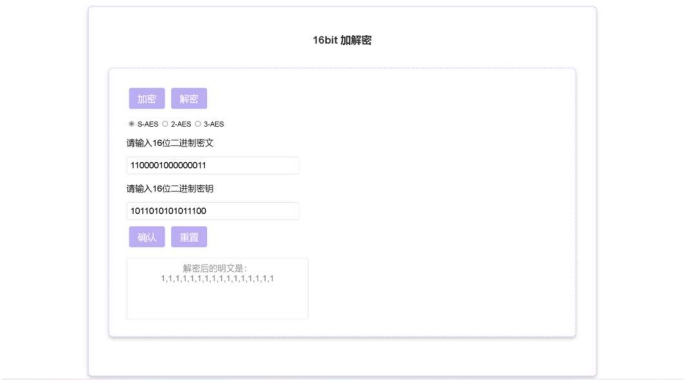 16bit 加解密
加密 解密
S-AES 2-AES 3-AES
请输入16位二进制密文
1100001000000011
请输入16位二进制密钥
1011010101011100
确认 重置
解密后的明文是：
1,1,1,1,1,1,1,1,1,1,1,1,1,1,1,1